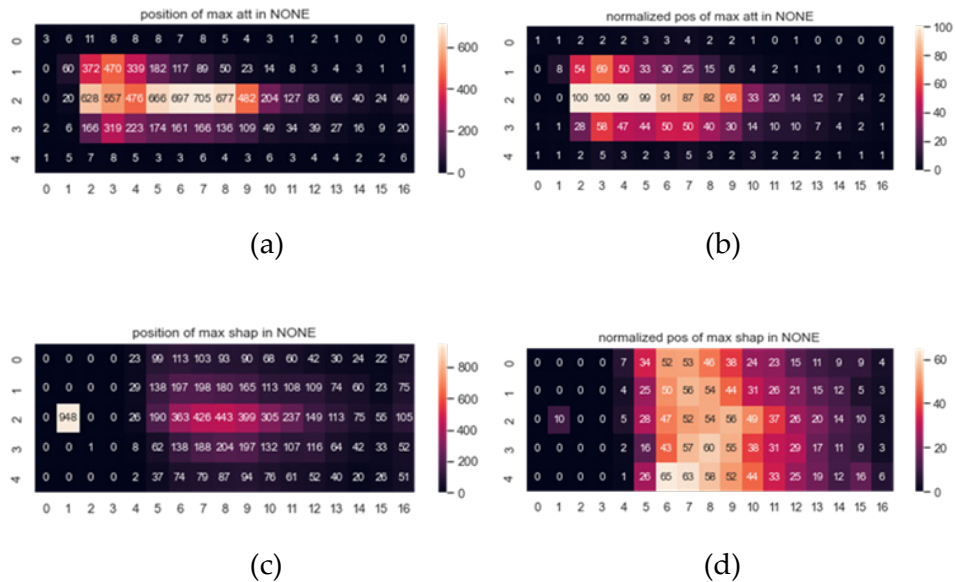 position of max att in NONE
0 3 6 11 8 8 8 7 8 5 4 3 1 2 1 0 0 0
1 0 60 372 470 339 182 117 89 50 23 14 8 3 4 3 1 1
2 0 20 628 557 476 666 697 705 677 482 204 127 83 66 40 24 49
3 2 6 166 319 223 174 161 166 136 109 49 34 39 27 16 9 20
4 1 5 7 8 5 3 3 2 6 3 4 2 3 4 2 2 6
0 1 2 3 4 5 6 7 8 9 10 11 12 13 14 15 16
600
400
200
0
(a)
normalized pos of max att in NONE
0 1 1 2 2 2 2 3 3 4 2 2 1 1 1 0 0 0
1 0 8 54 69 50 33 30 25 15 6 4 2 1 1 1 0 0
2 0 0 100 100 99 99 91 87 82 68 33 20 14 12 7 4 2
3 1 1 28 58 47 44 50 50 40 30 14 10 10 7 4 2 1
4 1 1 2 5 3 2 2 1 3 2 3 1 2 2 1 1 1
0 1 2 3 4 5 6 7 8 9 10 11 12 13 14 15 16
100
80
60
40
20
0
(b)
position of max shap in NONE
0 0 0 0 0 23 99 113 103 93 90 68 60 42 30 24 22 57
1 0 0 0 0 29 138 197 198 180 165 113 108 109 74 60 23 75
2 0 948 0 0 26 190 363 426 443 399 305 237 149 113 75 55 105
3 0 0 1 0 8 62 138 188 204 197 132 107 116 64 42 33 52
4 0 0 0 0 2 37 74 79 87 94 76 61 52 40 20 26 51
0 1 2 3 4 5 6 7 8 9 10 11 12 13 14 15 16
800
600
400
200
0
(c)
normalized pos of max shap in NONE
0 0 0 0 0 7 34 52 53 46 38 24 23 15 11 9 9 4
1 0 0 0 0 4 25 50 56 54 44 31 26 21 15 12 5 3
2 0 10 0 0 5 28 47 52 54 56 49 37 26 20 14 10 3
3 0 0 0 0 2 16 43 57 60 55 38 31 29 17 11 9 3
4 0 0 0 0 1 26 65 63 58 52 44 33 25 19 12 16 6
0 1 2 3 4 5 6 7 8 9 10 11 12 13 14 15 16
60
40
20
0
(d)